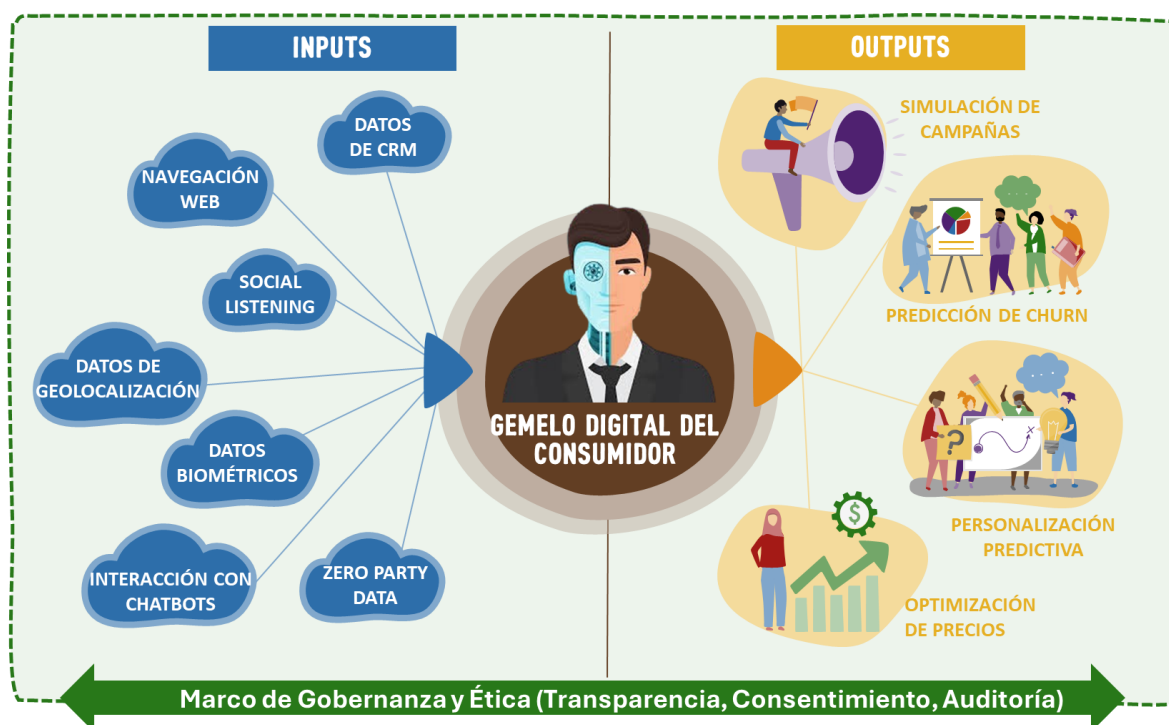 INPUTS
OUTPUTS
DATOS
DE CRM
NAVEGACIÓN
WEB
SOCIAL
LISTENING
DATOS DE
GEOLOCALIZACIÓN
DATOS
BIOMÉTRICOS
INTERACCIÓN CON
CHATBOTS
ZERO PARTY
DATA
GEMELO DIGITAL DEL
CONSUMIDOR
SIMULACIÓN DE
CAMPAÑAS
PREDICCIÓN DE CHURN
?
X
PERSONALIZACIÓN
PREDICTIVA
$
OPTIMIZACIÓN
DE PRECIOS
Marco de Gobernanza y Ética (Transparencia, Consentimiento, Auditoría)